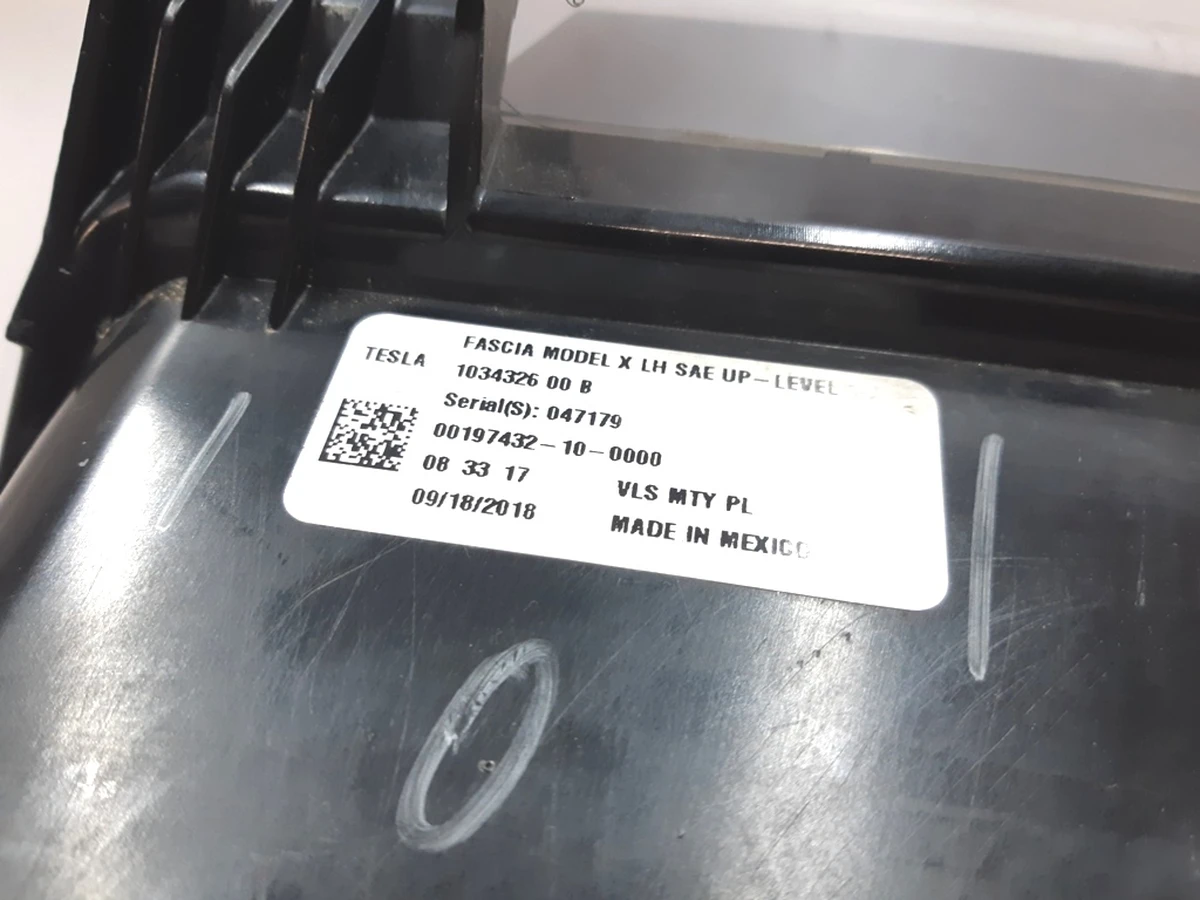 FASCIA MODEL X LH SAE UP-LEVEL
TESLA
1034326 00 B
Serial(S): 047179
00197432-10-0000
08 33 17
VLS MTY PL
09/18/2018
MADE IN MEXICO
0